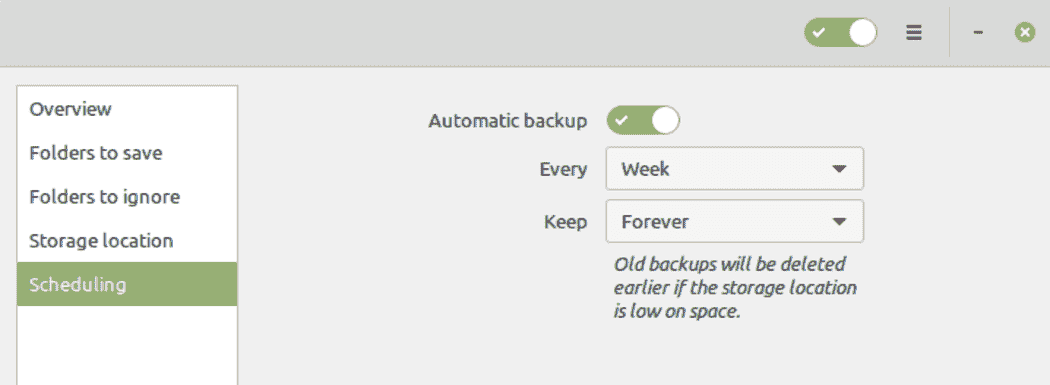 Overview
Folders to save
Folders to ignore
Storage location
Scheduling
Automatic backup
Every Week
Keep Forever
Old backups will be deleted
earlier if the storage location
is low on space.